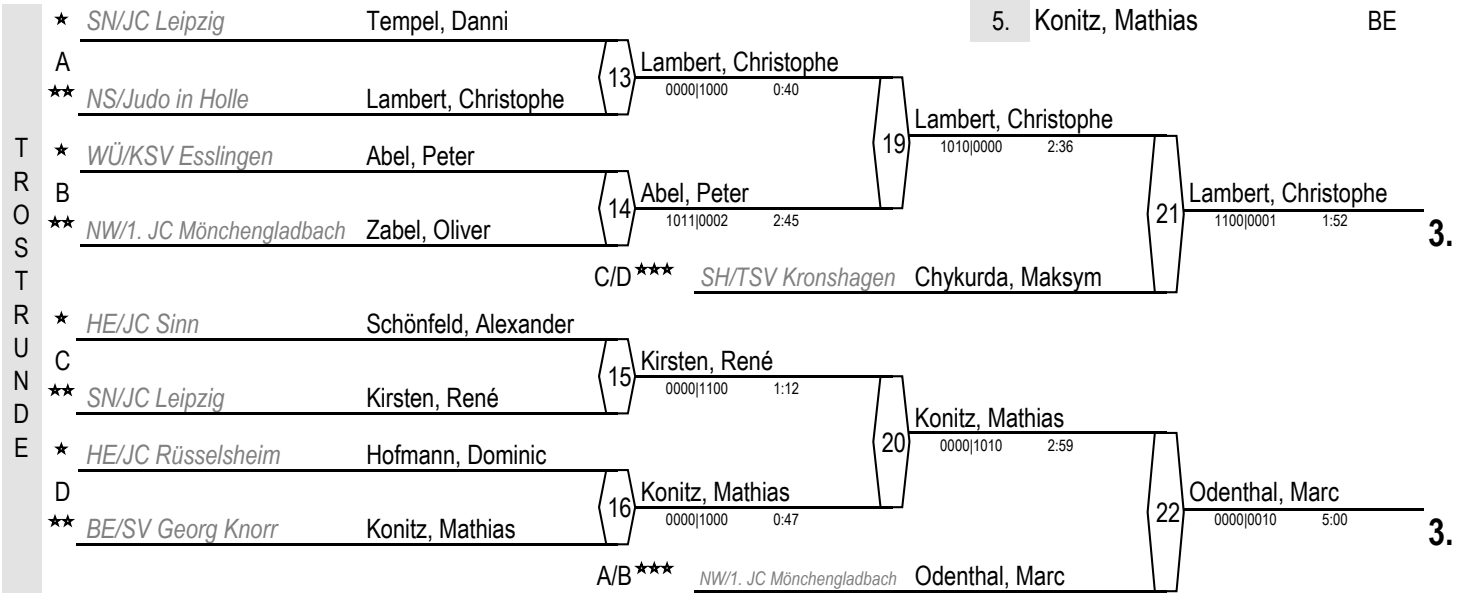 TROSTRUNDE
★ SN/JC Leipzig Tempel, Danni
5. Konitz, Mathias BE
A
13 Lambert, Christophe
0000|1000 0:40
★★ NS/Judo in Holle Lambert, Christophe
19 Lambert, Christophe
1010|0000 2:36
★ WÜ/KSV Esslingen Abel, Peter
B
14 Abel, Peter
1011|0002 2:45
21 Lambert, Christophe
1100|0001 1:52
3.
★★ NW/1. JC Mönchengladbach Zabel, Oliver
C/D ★★★ SH/TSV Kronshagen Chykurda, Maksym
★ HE/JC Sinn Schönfeld, Alexander
C
15 Kirsten, René
0000|1100 1:12
★★ SN/JC Leipzig Kirsten, René
20 Konitz, Mathias
0000|1010 2:59
★ HE/JC Rüsselsheim Hofmann, Dominic
D
16 Konitz, Mathias
0000|1000 0:47
22 Odenthal, Marc
0000|0010 5:00
3.
★★ BE/SV Georg Knorr Konitz, Mathias
A/B ★★★ NW/1. JC Mönchengladbach Odenthal, Marc